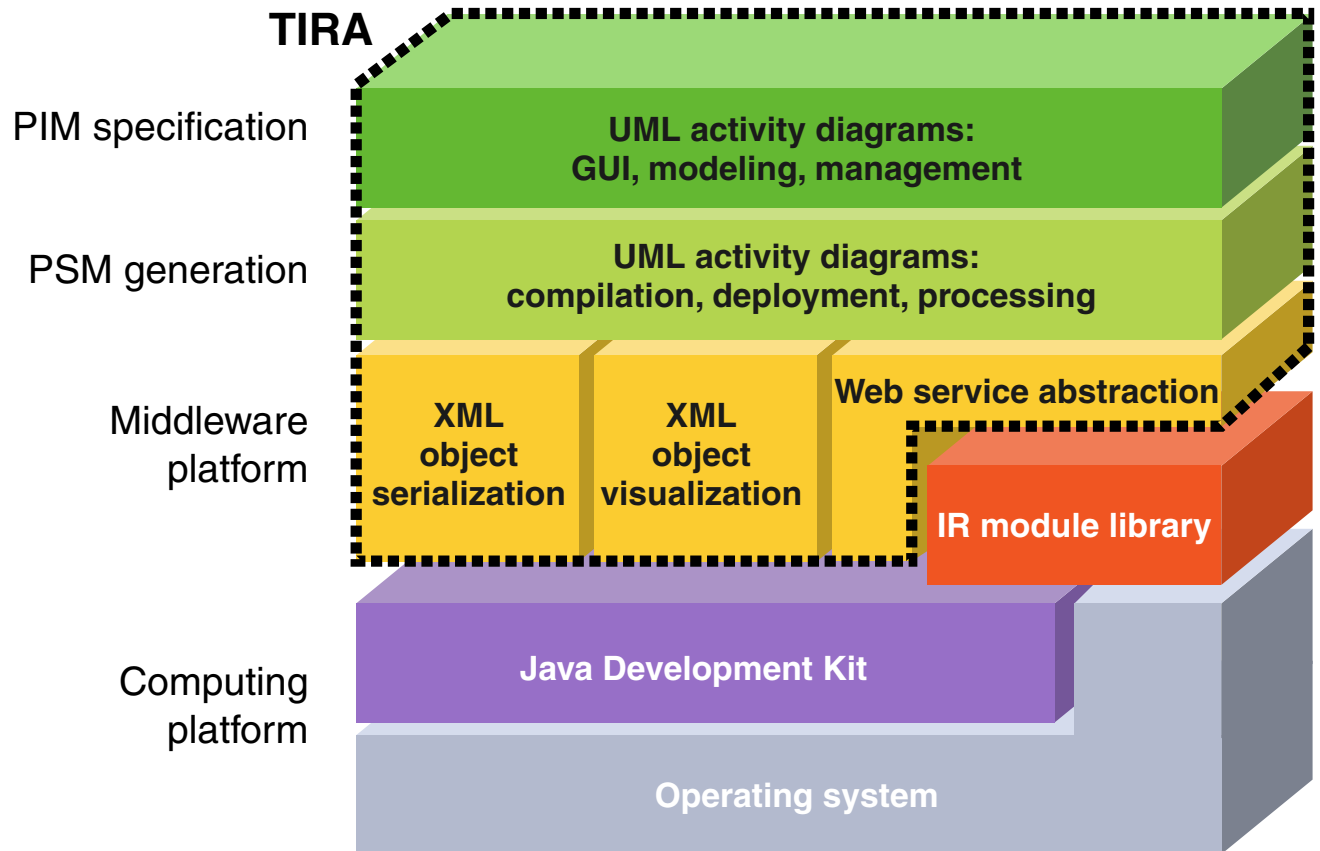 TIRA
PIM specification
UML activity diagrams:
GUI, modeling, management
PSM generation
UML activity diagrams:
compilation, deployment, processing
Middleware
platform
XML
object
serialization
XML
object
visualization
Web service abstraction
IR module library
Computing
platform
Java Development Kit
Operating system